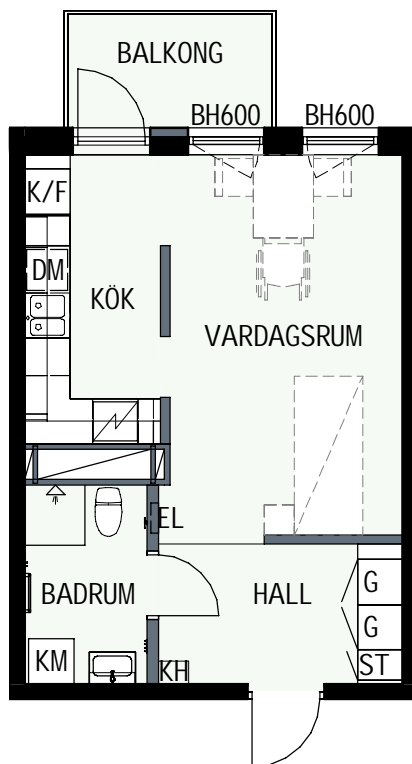 BALKONG
BH600 BH600
K/F
DM
KÖK
VARDAGSRUM
EL
BADRUM HALL G
G
KM KH ST